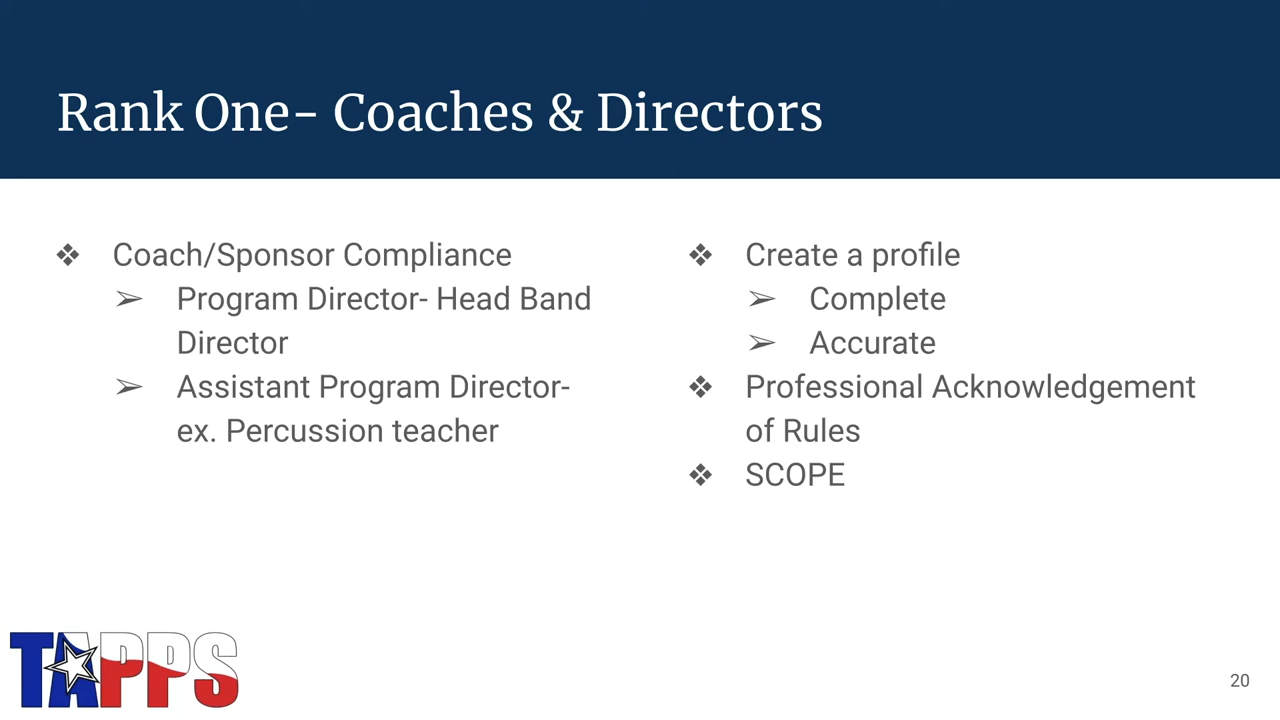 Rank One- Coaches & Directors
❖ Coach/Sponsor Compliance
➢ Program Director- Head Band
Director
➢ Assistant Program Director-
ex. Percussion teacher
❖ Create a profile
➢ Complete
➢ Accurate
❖ Professional Acknowledgement
of Rules
❖ SCOPE
TAPPS
20